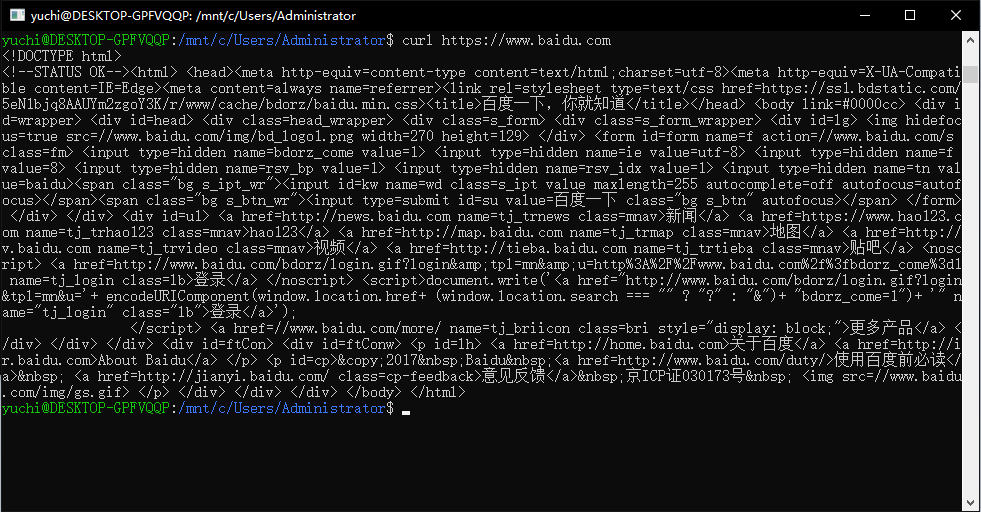 yuchi@DESKTOP-GPFVQQP: /mnt/c/Users/Administrator
yuchi@DESKTOP-GPFVQQP:/mnt/c/Users/Administrator$ curl https://www.baidu.com
<!DOCTYPE html>
<!--STATUS OK--><html> <head><meta http-equiv=content-type content=text/html;charset=utf-8><meta http-equiv=X-UA-Compati
ble content=IE=Edge><meta content=always name=referrer><link rel=stylesheet type=text/css href=https://ss1.bdstatic.com/
5eN1bjq8AAUYm2zgoY3K/r/www/cache/bdorz/baidu.min.css><title>百度一下，你就知道</title></head> <body link=#0000cc> <div i
d=wrapper> <div id=head> <div class=head_wrapper> <div class=s_form> <div class=s_form_wrapper> <div id=lg> <img hidefoc
us=true src=//www.baidu.com/img/bd_logo1.png width=270 height=129> </div> <form id=form name=f action=//www.baidu.com/s
class=fm> <input type=hidden name=bdorz_come value=1> <input type=hidden name=ie value=utf-8> <input type=hidden name=f
value=8> <input type=hidden name=rsv_bp value=1> <input type=hidden name=rsv_idx value=1> <input type=hidden name=tn val
ue=baidu><span class="bg s_ipt_wr"><input id=kw name=wd class=s_ipt value maxlength=255 autocomplete=off autofocus=autof
ocus></span><span class="bg s_btn_wr"><input type=submit id=su value=百度一下 class="bg s_btn" autofocus></span> </form>
</div> </div> <div id=u1> <a href=http://news.baidu.com name=tj_trnews class=mnav>新闻</a> <a href=https://www.hao123.c
om name=tj_trhao123 class=mnav>hao123</a> <a href=http://map.baidu.com name=tj_trmap class=mnav>地图</a> <a href=http://
v.baidu.com name=tj_trvideo class=mnav>视频</a> <a href=http://tieba.baidu.com name=tj_trtieba class=mnav>贴吧</a> <nosc
ript> <a href=http://www.baidu.com/bdorz/login.gif?login&amp;tpl=mn&amp;u=http%3A%2F%2Fwww.baidu.com%2f%3fbdorz_come%3d1
name=tj_login class=lb>登录</a> </noscript> <script>document.write('<a href="http://www.baidu.com/bdorz/login.gif?login
&tpl=mn&u='+ encodeURIComponent(window.location.href+ (window.location.search === "" ? "?" : "&")+ "bdorz_come=1")+ '"
name="tj_login" class="lb">登录</a>');
</script> <a href=//www.baidu.com/more/ name=tj_briicon class=bri style="display: block;">更多产品</a> <
/div> </div> </div> <div id=ftCon> <div id=ftConw> <p id=lh> <a href=http://home.baidu.com>关于百度</a> <a href=http://i
r.baidu.com>About Baidu</a> </p> <p id=cp>&copy;2017&nbsp;Baidu&nbsp;<a href=http://www.baidu.com/duty/>使用百度前必读</
a>&nbsp; <a href=http://jianyi.baidu.com/ class=cp-feedback>意见反馈</a>&nbsp;京ICP证030173号&nbsp; <img src=//www.baidu
.com/img/gs.gif> </p> </div> </div> </div> </body> </html>
yuchi@DESKTOP-GPFVQQP:/mnt/c/Users/Administrator$